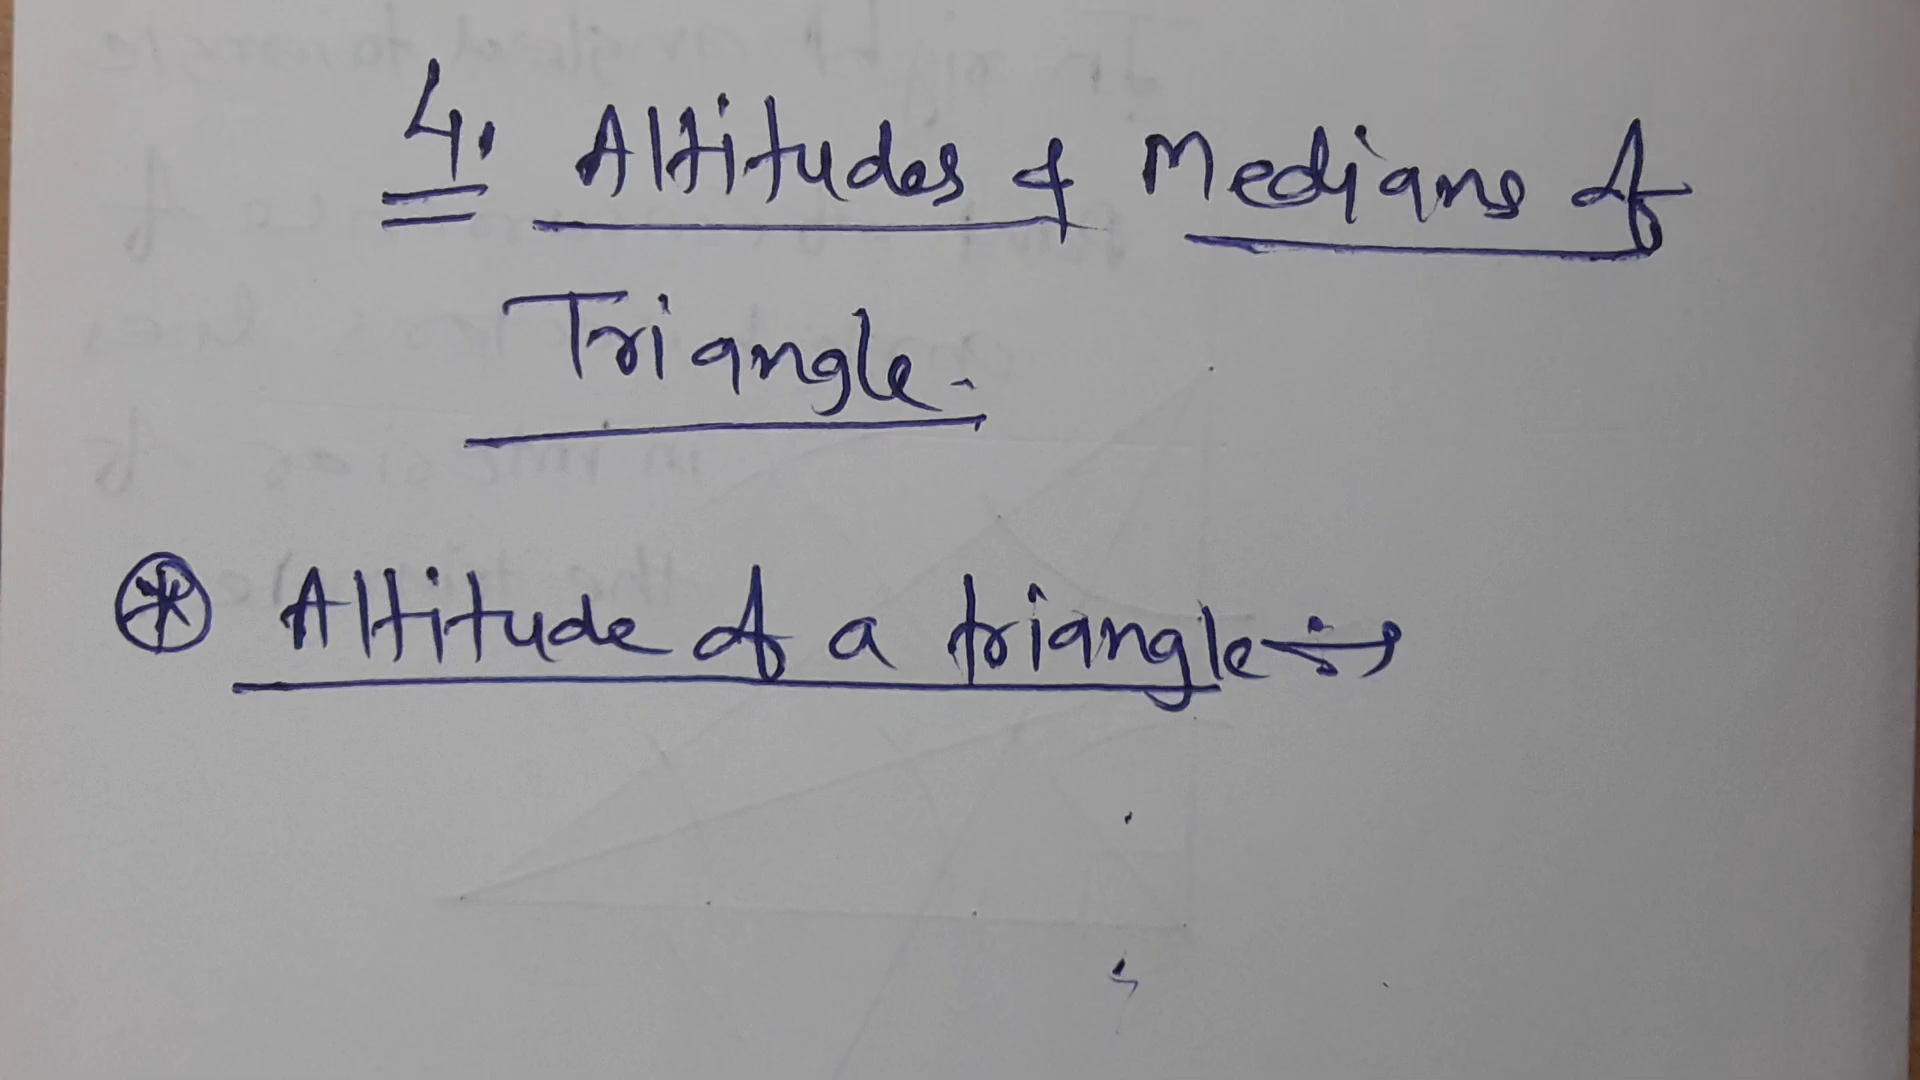 4. Altitudes & Medians of
Triangle.
* Altitude of a triangle :→